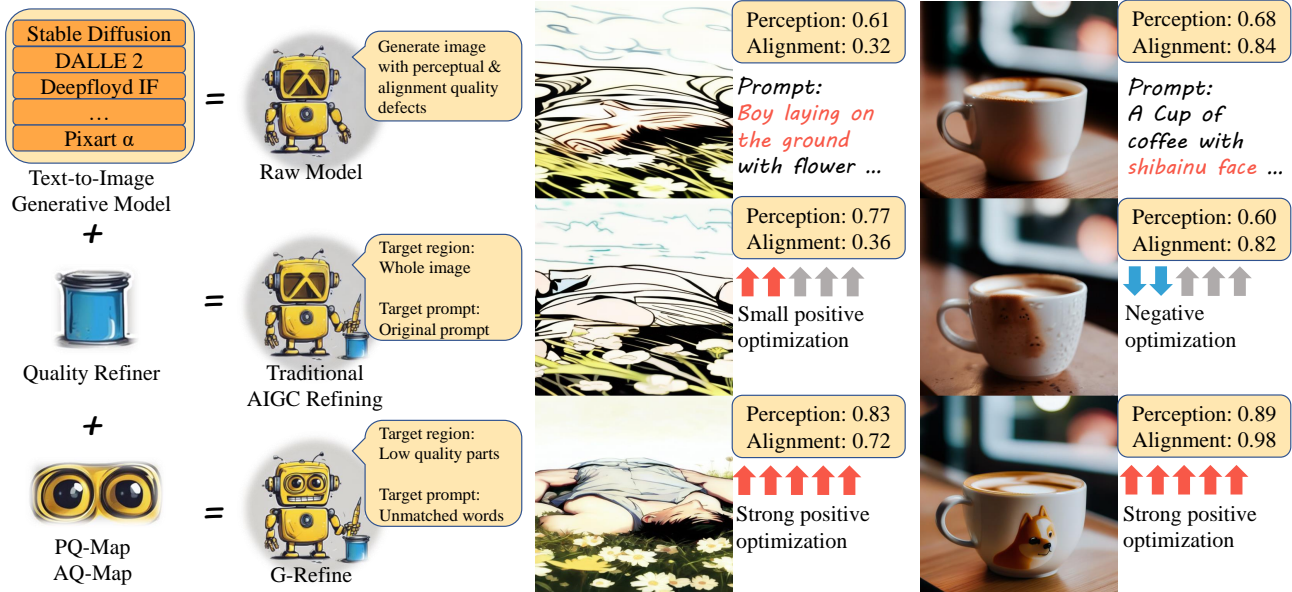 Stable Diffusion
DALLE 2
Deepfloyd IF
...
Pixart α
Text-to-Image
Generative Model
=
Generate image
with perceptual &
alignment quality
defects
Raw Model
Perception: 0.61
Alignment: 0.32
Prompt:
Boy laying on
the ground
with flower ...
Perception: 0.68
Alignment: 0.84
Prompt:
A Cup of
coffee with
shibainu face ...
+
Quality Refiner
=
Target region:
Whole image
Target prompt:
Original prompt
Traditional
AIGC Refining
Perception: 0.77
Alignment: 0.36
Small positive
optimization
Perception: 0.60
Alignment: 0.82
Negative
optimization
+
PQ-Map
AQ-Map
=
Target region:
Low quality parts
Target prompt:
Unmatched words
G-Refine
Perception: 0.83
Alignment: 0.72
Strong positive
optimization
Perception: 0.89
Alignment: 0.98
Strong positive
optimization